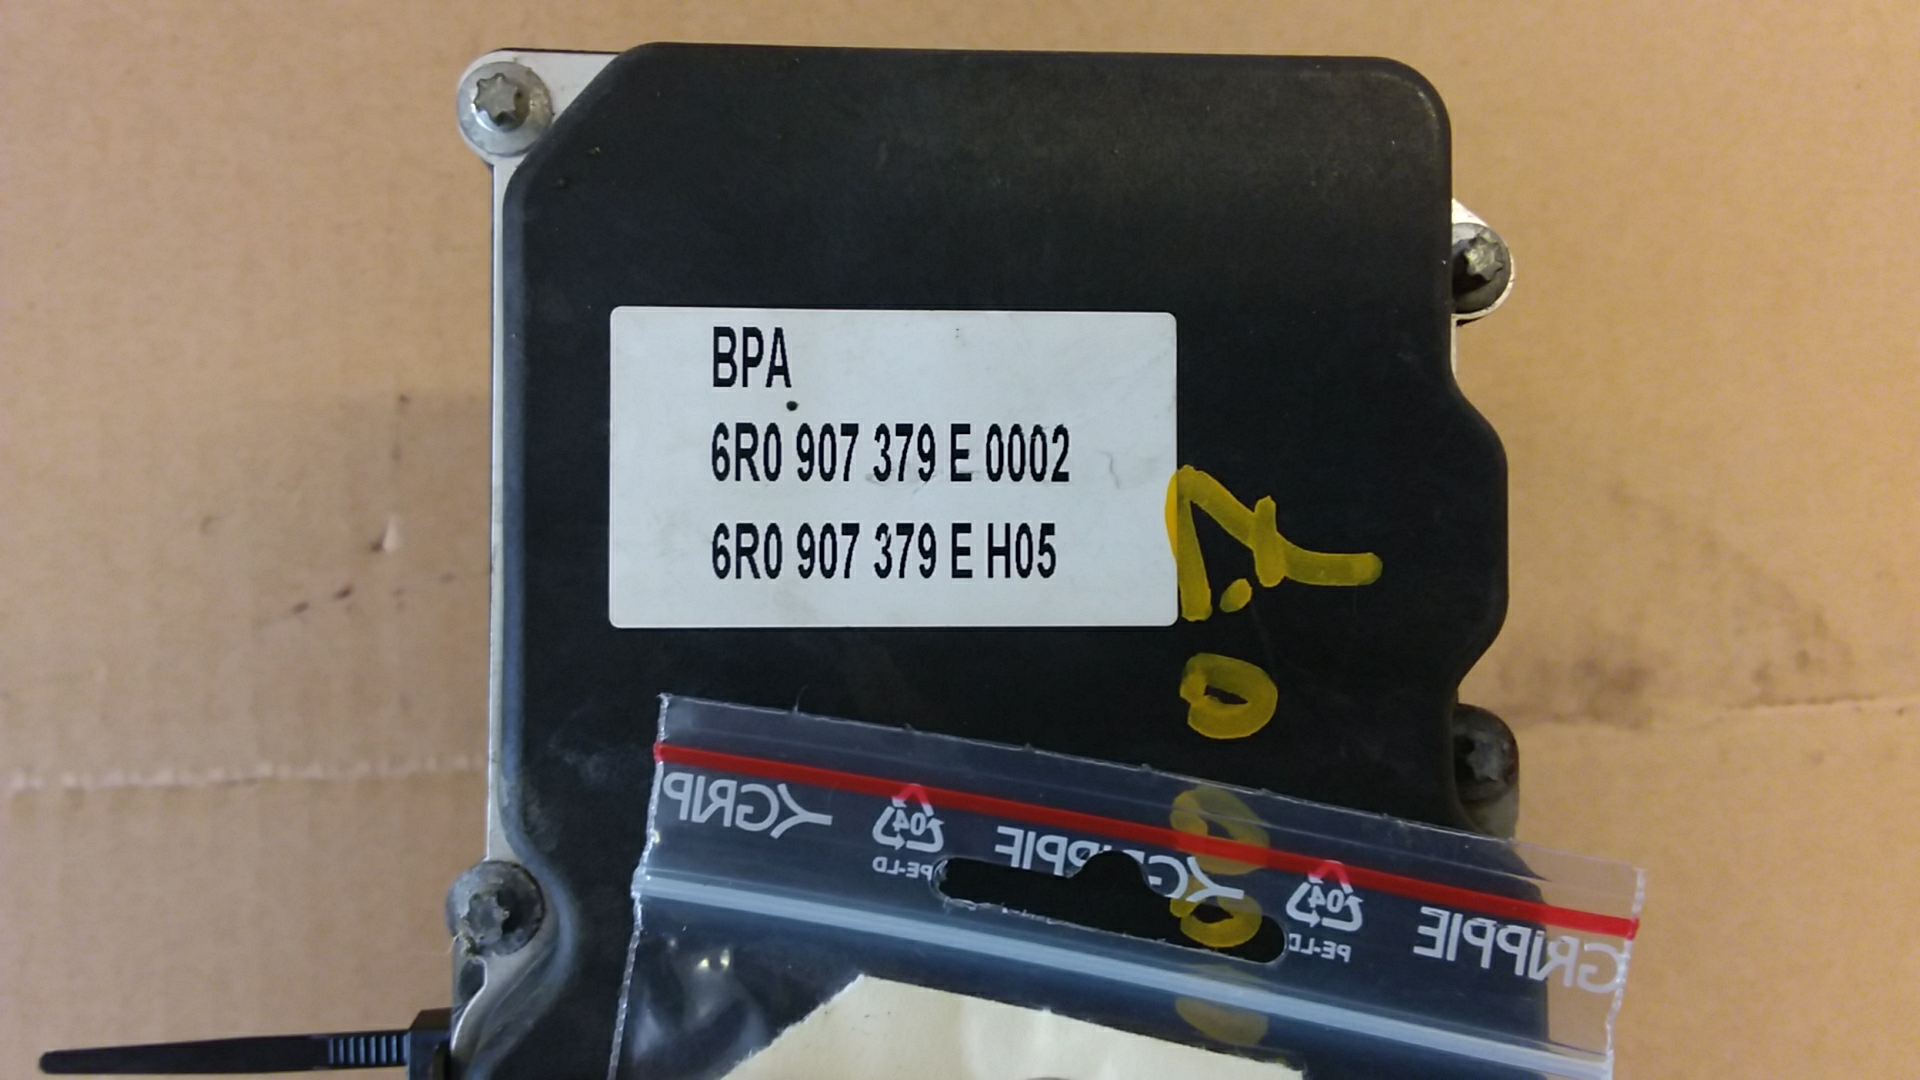 BPA
6R0 907 379 E 0002
6R0 907 379 E H05
GRIP
04
PE-LD
GRIPPIE
04
PE-LD
GRIPPIE